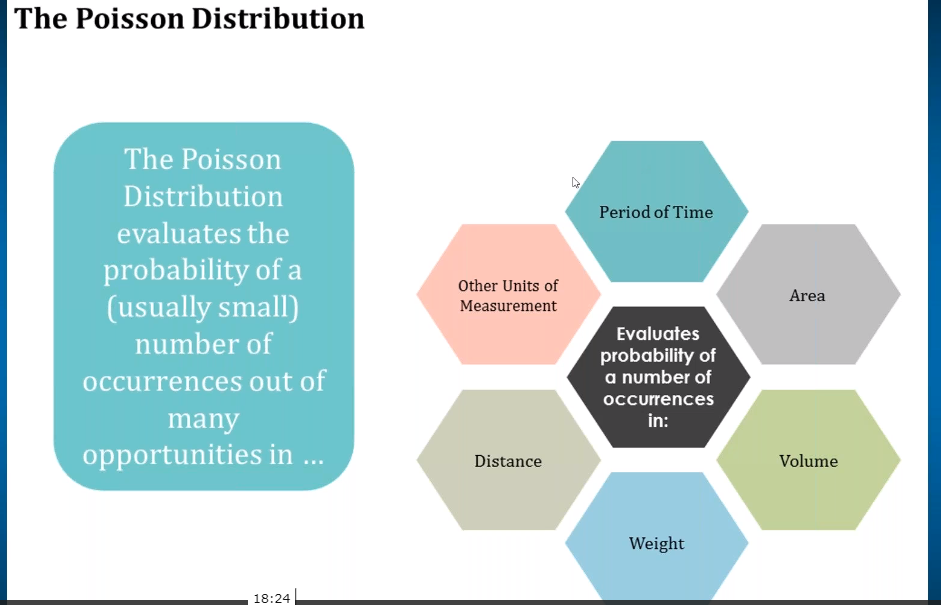 The Poisson Distribution
The Poisson
Distribution
evaluates the
probability of a
(usually small)
number of
occurrences out of
many
opportunities in ...
Period of Time
Other Units of
Measurement
Area
Evaluates
probability of
a number of
occurrences
in:
Distance
Volume
Weight
18:24